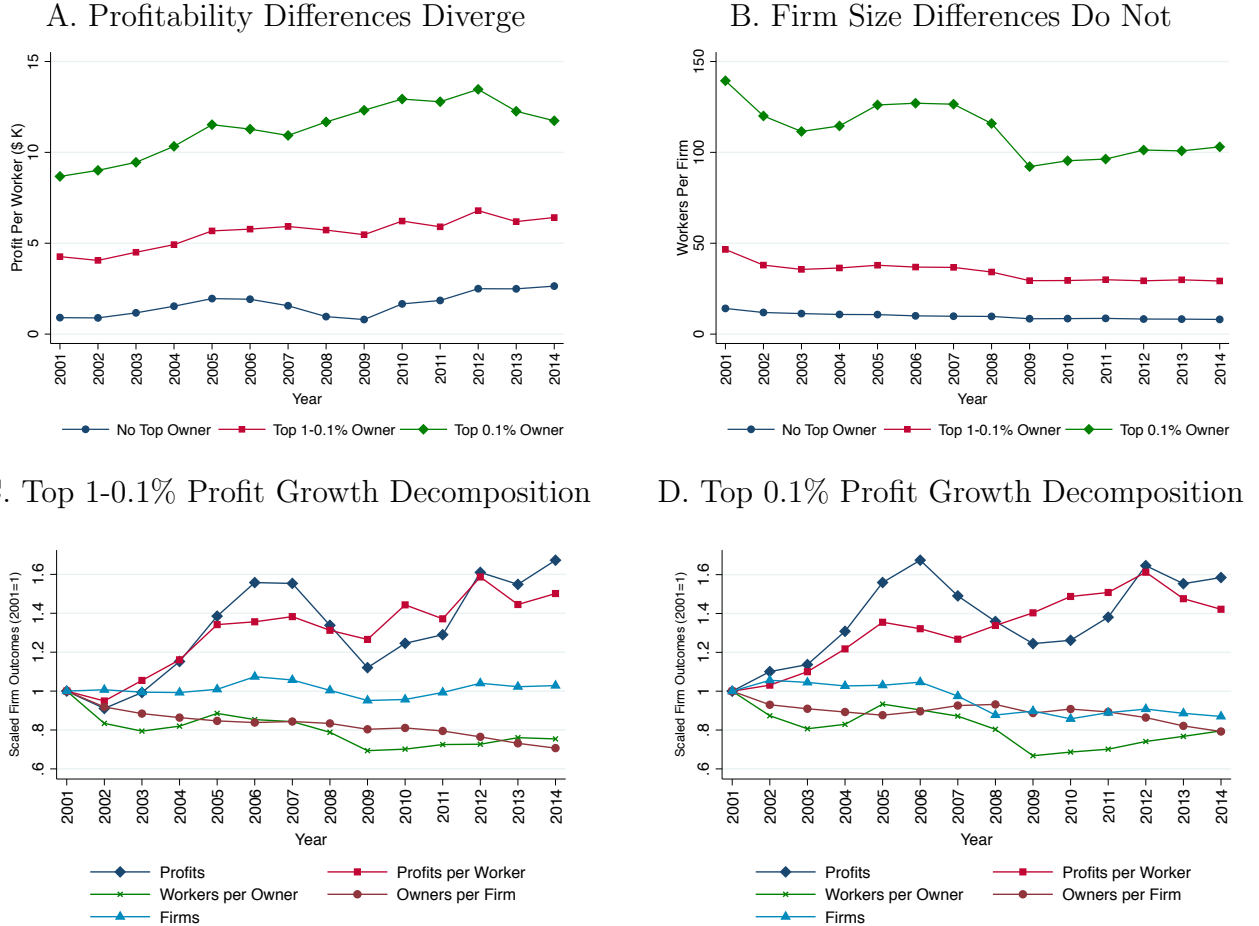 A. Profitability Differences Diverge
Profit Per Worker ($ K)
15
10
5
0
2001 2002 2003 2004 2005 2006 2007 2008 2009 2010 2011 2012 2013 2014
Year
No Top Owner Top 1-0.1% Owner Top 0.1% Owner
B. Firm Size Differences Do Not
Workers Per Firm
150
100
50
0
2001 2002 2003 2004 2005 2006 2007 2008 2009 2010 2011 2012 2013 2014
Year
No Top Owner Top 1-0.1% Owner Top 0.1% Owner
. Top 1-0.1% Profit Growth Decomposition
Scaled Firm Outcomes (2001=1)
1.6
1.4
1.2
1
.8
.6
2001 2002 2003 2004 2005 2006 2007 2008 2009 2010 2011 2012 2013 2014
Year
Profits Profits per Worker
Workers per Owner Owners per Firm
Firms
D. Top 0.1% Profit Growth Decomposition
Scaled Firm Outcomes (2001=1)
1.6
1.4
1.2
1
.8
.6
2001 2002 2003 2004 2005 2006 2007 2008 2009 2010 2011 2012 2013 2014
Year
Profits Profits per Worker
Workers per Owner Owners per Firm
Firms